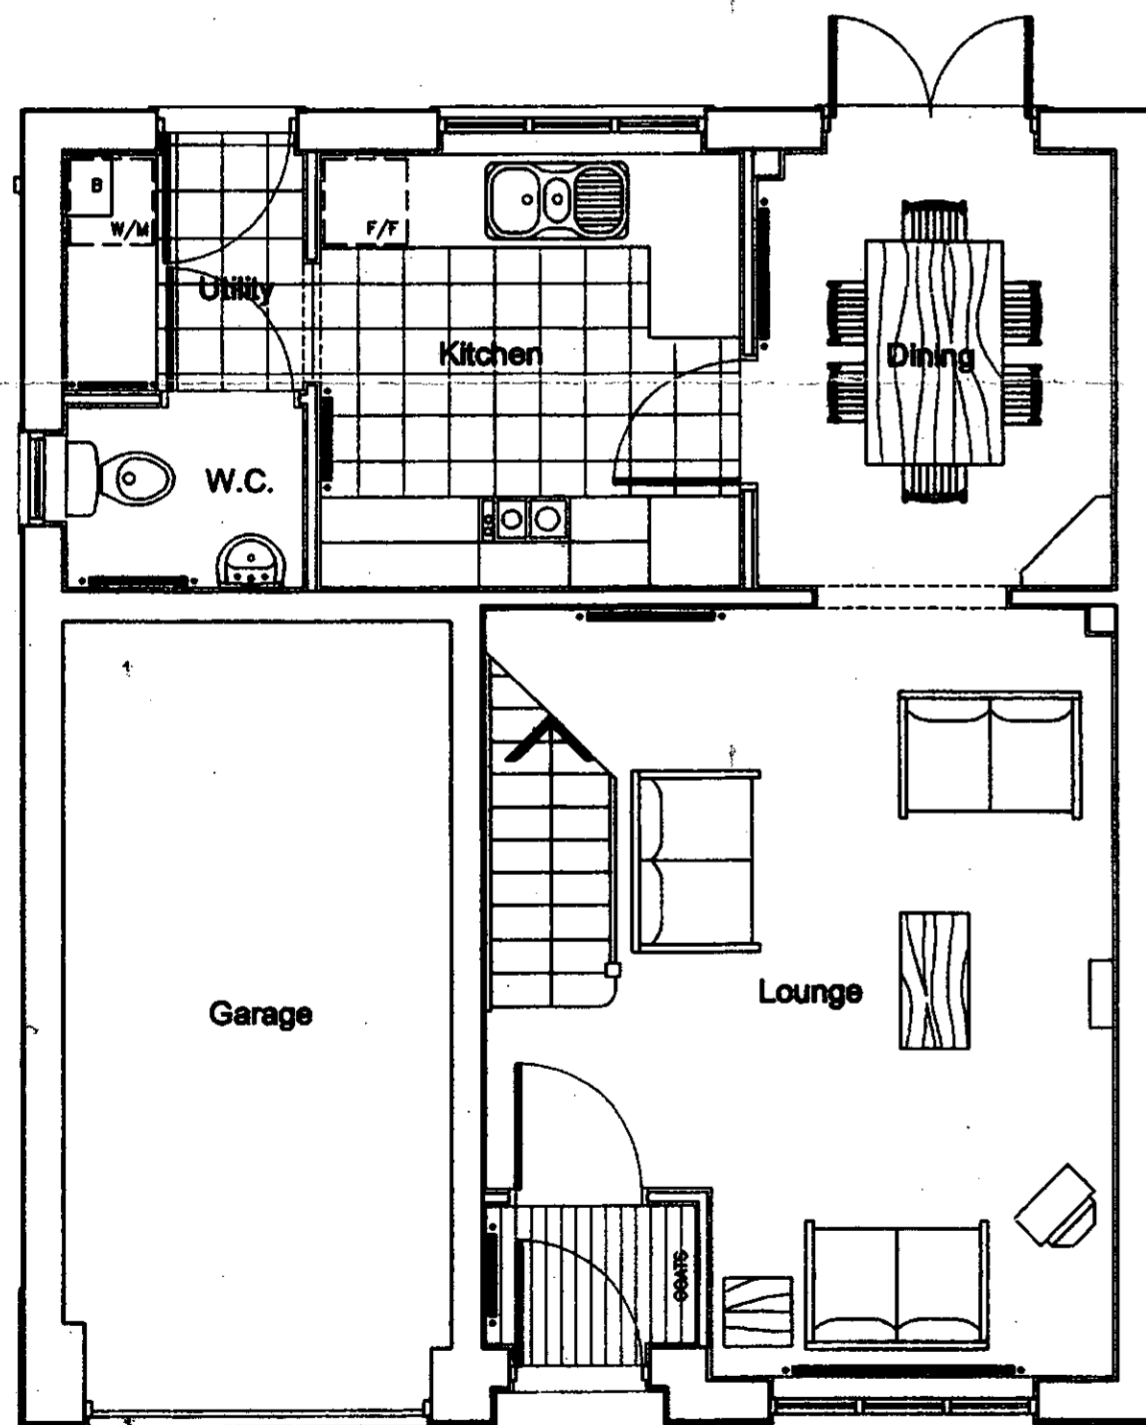 B
W/M
F/F
Utility
Kitchen
Dining
W.C.
Garage
Lounge
COATS